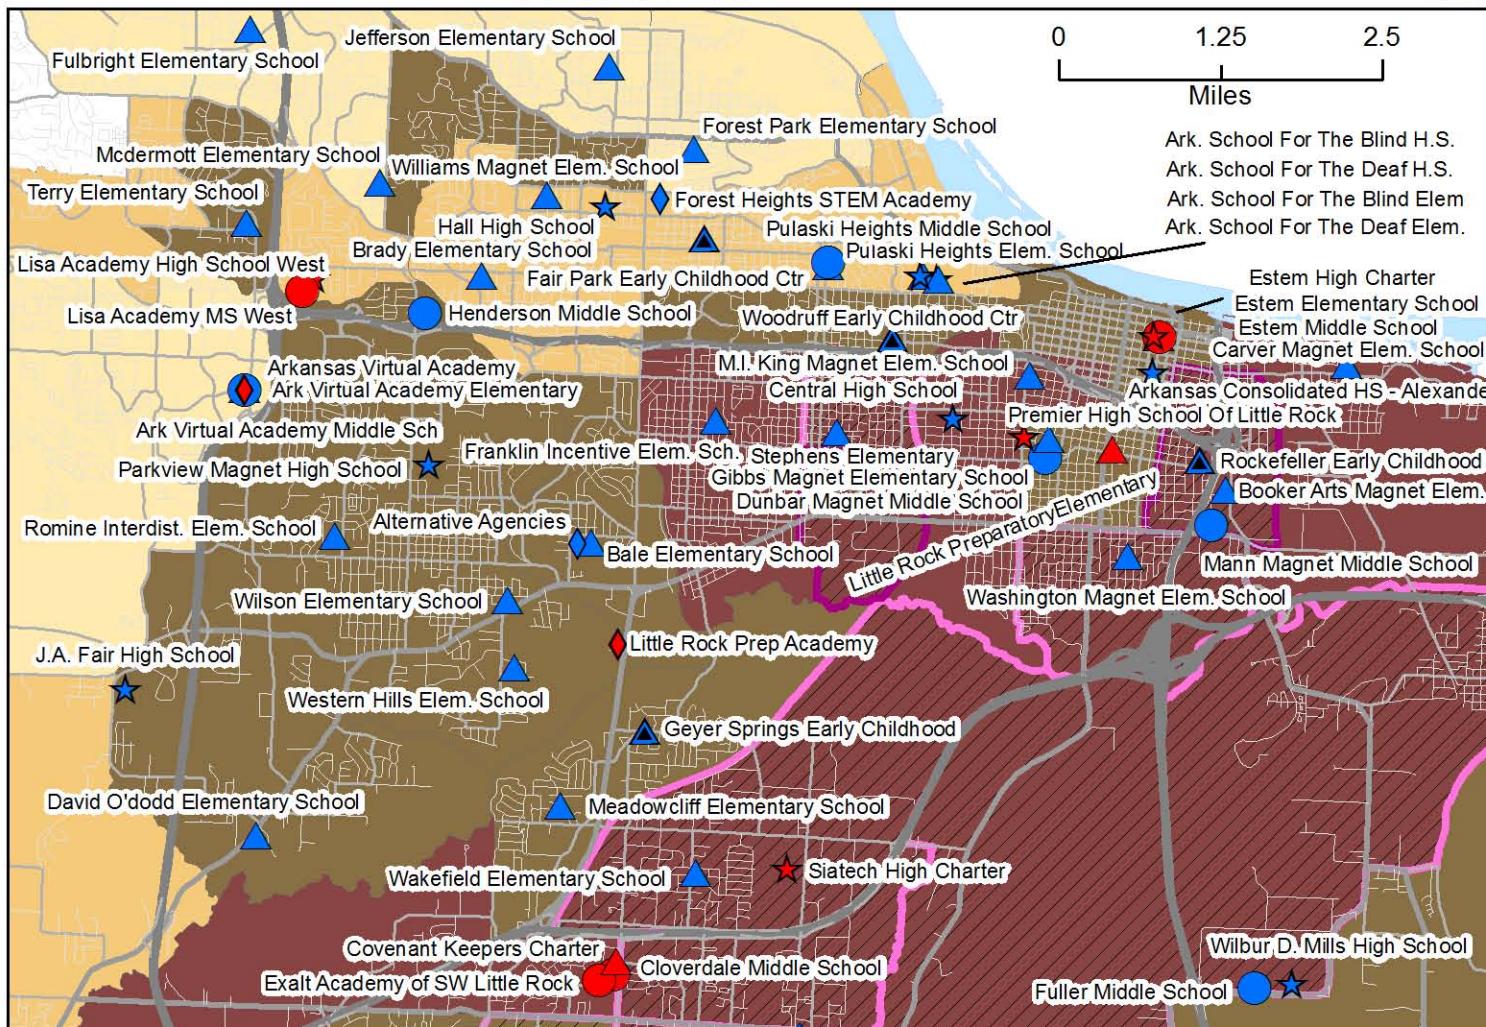 Jefferson Elementary School
Fulbright Elementary School
0 1.25 2.5
Miles
Forest Park Elementary School
Ark. School For The Blind H.S.
Ark. School For The Deaf H.S.
Ark. School For The Blind Elem
Ark. School For The Deaf Elem.
Mcdermott Elementary School
Williams Magnet Elem. School
Terry Elementary School
Forest Heights STEM Academy
Hall High School
Pulaski Heights Middle School
Brady Elementary School
Pulaski Heights Elem. School
Lisa Academy High School West
Fair Park Early Childhood Ctr
Estem High Charter
Estem Elementary School
Lisa Academy MS West
Henderson Middle School
Woodruff Early Childhood Ctr
Estem Middle School
Carver Magnet Elem. School
Arkansas Virtual Academy
M.l. King Magnet Elem. School
Ark Virtual Academy Elementary
Central High School
Arkansas Consolidated HS - Alexande
Premier High School Of Little Rock
Ark Virtual Academy Middle Sch
Franklin Incentive Elem. Sch.
Stephens Elementary
Parkview Magnet High School
Gibbs Magnet Elementary School
Rockefeller Early Childhood
Dunbar Magnet Middle School
Booker Arts Magnet Elem.
Little Rock PreparatoryElementary
Romine Interdist. Elem. School
Alternative Agencies
Bale Elementary School
Mann Magnet Middle School
Wilson Elementary School
Washington Magnet Elem. School
Little Rock Prep Academy
J.A. Fair High School
Western Hills Elem. School
Geyer Springs Early Childhood
David O'dodd Elementary School
Meadowcliff Elementary School
Wakefield Elementary School
Siatech High Charter
Covenant Keepers Charter
Wilbur D. Mills High School
Cloverdale Middle School
Exalt Academy of SW Little Rock
Fuller Middle School